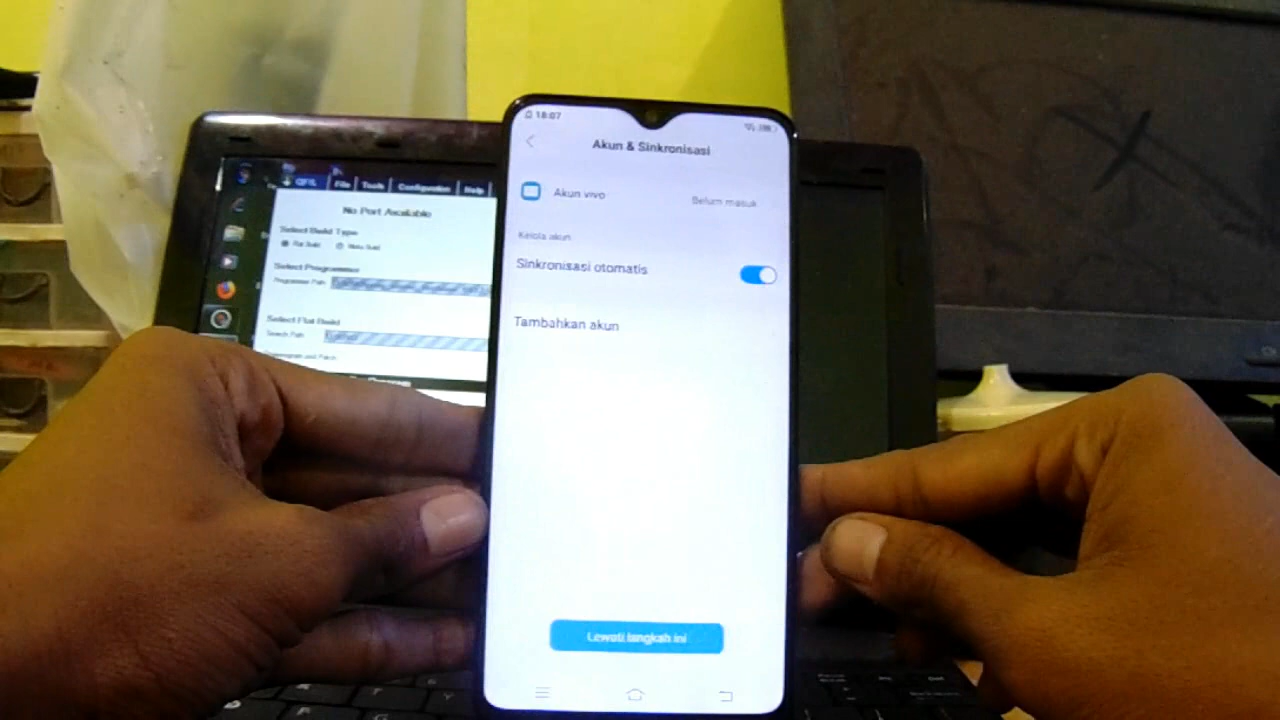 18:07
Akun & Sinkronisasi
Akun vivo
Belum masuk
Kelola akun
Sinkronisasi otomatis
Tambahkan akun
Lewati langkah ini
QFIL File Tools Configuration Help
No Port Available
Select Build Type
Flat Build Meta Build
Select Programmer
Programmer Path
Select Flat Build
Search Path